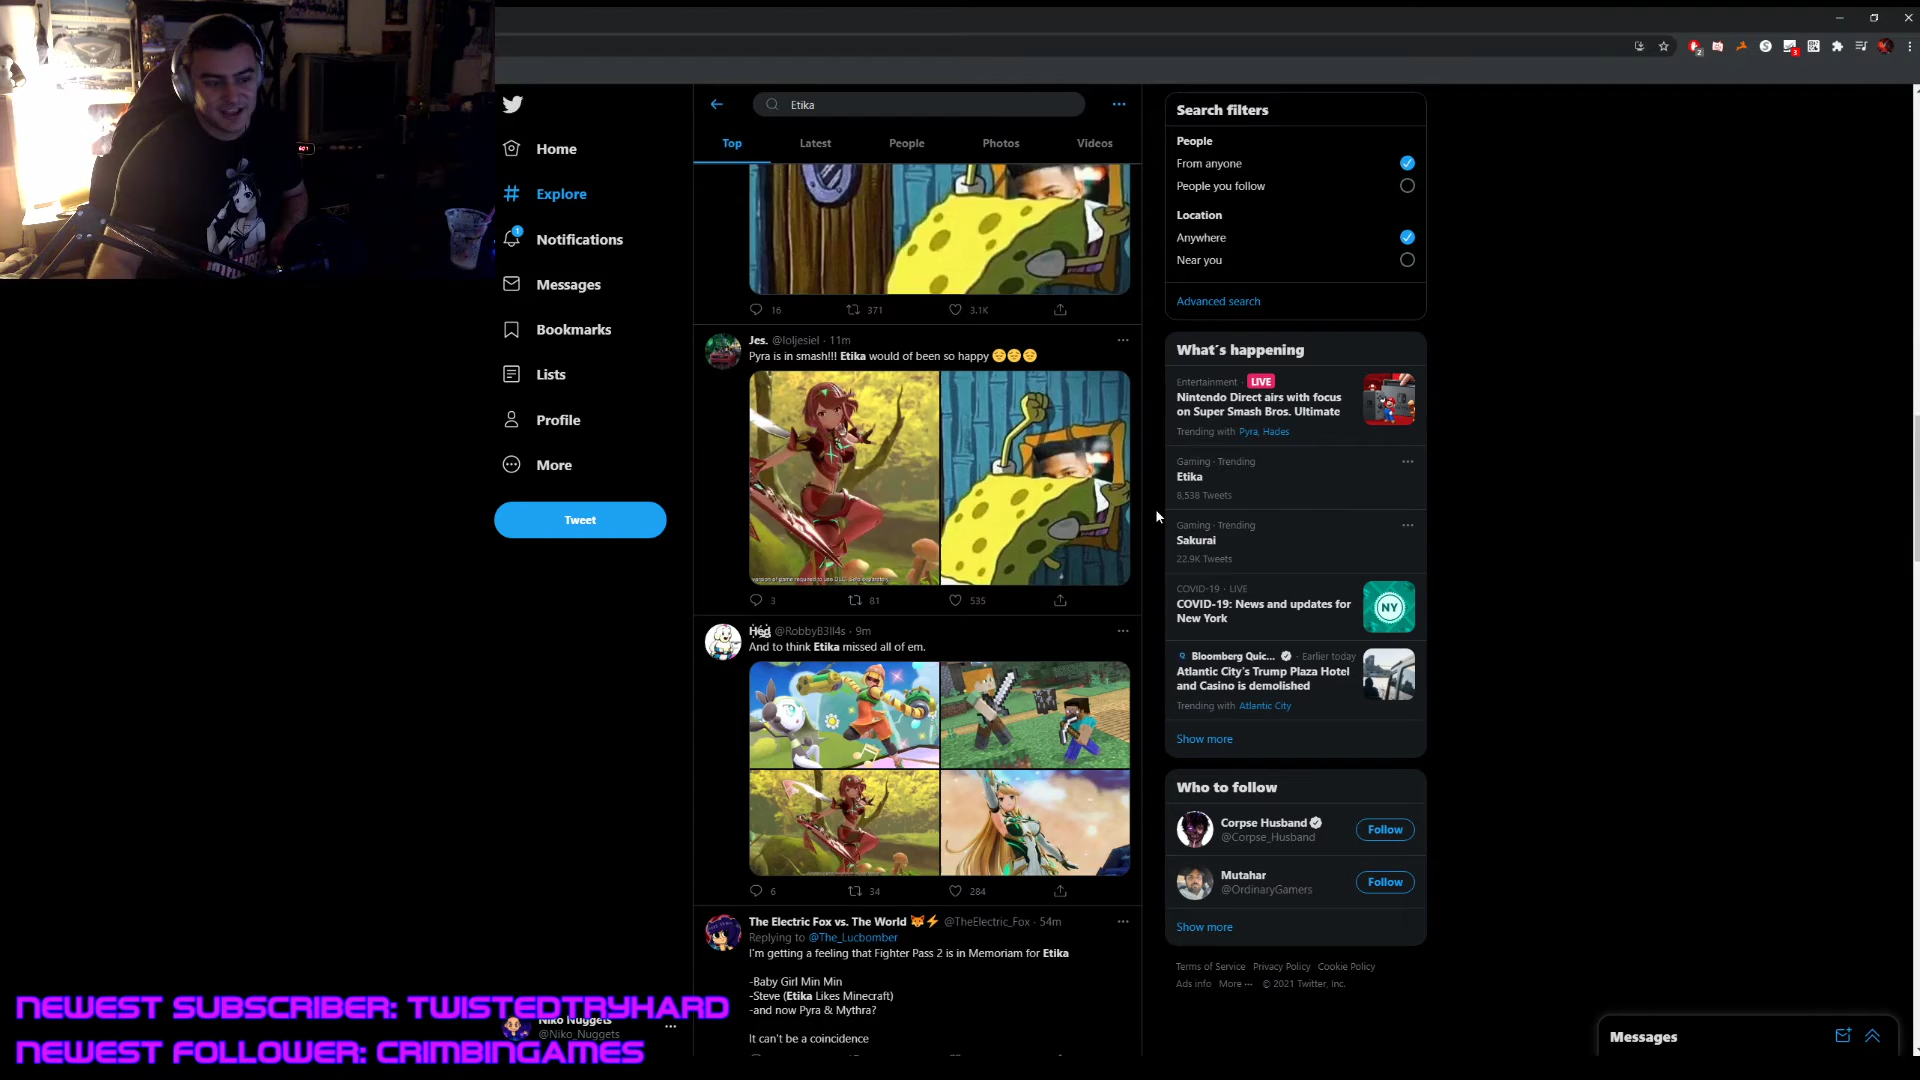 Etika
Top
Latest
People
Photos
Videos
Home
Explore
1
Notifications
Messages
Bookmarks
Lists
Profile
More
Tweet
16
371
3.1K
Jes. @loljesiel · 11m
Pyra is in smash!!! Etika would of been so happy 😔😔😔
3
81
535
@RobbyB3ll4s · 9m
And to think Etika missed all of em.
6
34
284
The Electric Fox vs. The World 🦊⚡ @TheElectric_Fox · 54m
Replying to @The_Lucbomber
I'm getting a feeling that Fighter Pass 2 is in Memoriam for Etika
-Baby Girl Min Min
-Steve (Etika Likes Minecraft)
-and now Pyra & Mythra?
It can't be a coincidence
Search filters
People
From anyone
People you follow
Location
Anywhere
Near you
Advanced search
What's happening
Entertainment · LIVE
Nintendo Direct airs with focus
on Super Smash Bros. Ultimate
Trending with Pyra, Hades
Gaming · Trending
Etika
8,538 Tweets
Gaming · Trending
Sakurai
22.9K Tweets
COVID-19 · LIVE
COVID-19: News and updates for
New York
NY
Bloomberg Quic... · Earlier today
Atlantic City's Trump Plaza Hotel
and Casino is demolished
Trending with Atlantic City
Show more
Who to follow
Corpse Husband
@Corpse_Husband
Follow
Mutahar
@OrdinaryGamers
Follow
Show more
Terms of Service Privacy Policy Cookie Policy
Ads info More ··· © 2021 Twitter, Inc.
Messages
NEWEST SUBSCRIBER: TWISTEDTRYHARD
Niko Nuggets
@Niko_Nuggets
NEWEST FOLLOWER: CRIMBINGAMES